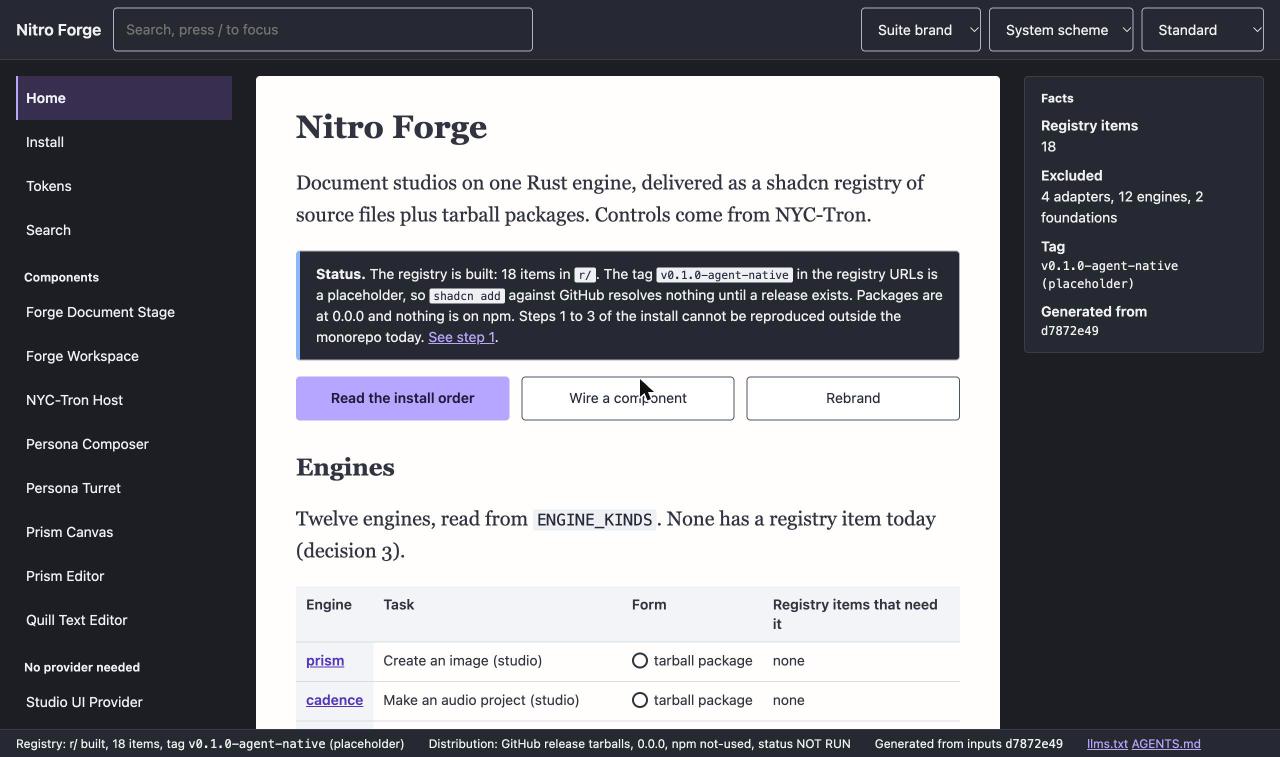 Nitro Forge
Search, press / to focus
Suite brand
System scheme
Standard
Home
Install
Tokens
Search
Components
Forge Document Stage
Forge Workspace
NYC-Tron Host
Persona Composer
Persona Turret
Prism Canvas
Prism Editor
Quill Text Editor
No provider needed
Studio UI Provider
Nitro Forge
Document studios on one Rust engine, delivered as a shadcn registry of
source files plus tarball packages. Controls come from NYC-Tron.
Status. The registry is built: 18 items in r/. The tag v0.1.0-agent-native in the registry URLs is
a placeholder, so shadcn add against GitHub resolves nothing until a release exists. Packages are
at 0.0.0 and nothing is on npm. Steps 1 to 3 of the install cannot be reproduced outside the
monorepo today. See step 1.
Read the install order
Wire a component
Rebrand
Engines
Twelve engines, read from ENGINE_KINDS. None has a registry item today
(decision 3).
Engine Task Form Registry items that need
it
prism Create an image (studio) tarball package none
cadence Make an audio project (studio) tarball package none
Facts
Registry items
18
Excluded
4 adapters, 12 engines, 2
foundations
Tag
v0.1.0-agent-native
(placeholder)
Generated from
d7872e49
Registry: r/ built, 18 items, tag v0.1.0-agent-native (placeholder) Distribution: GitHub release tarballs, 0.0.0, npm not-used, status NOT RUN Generated from inputs d7872e49 llms.txt AGENTS.md